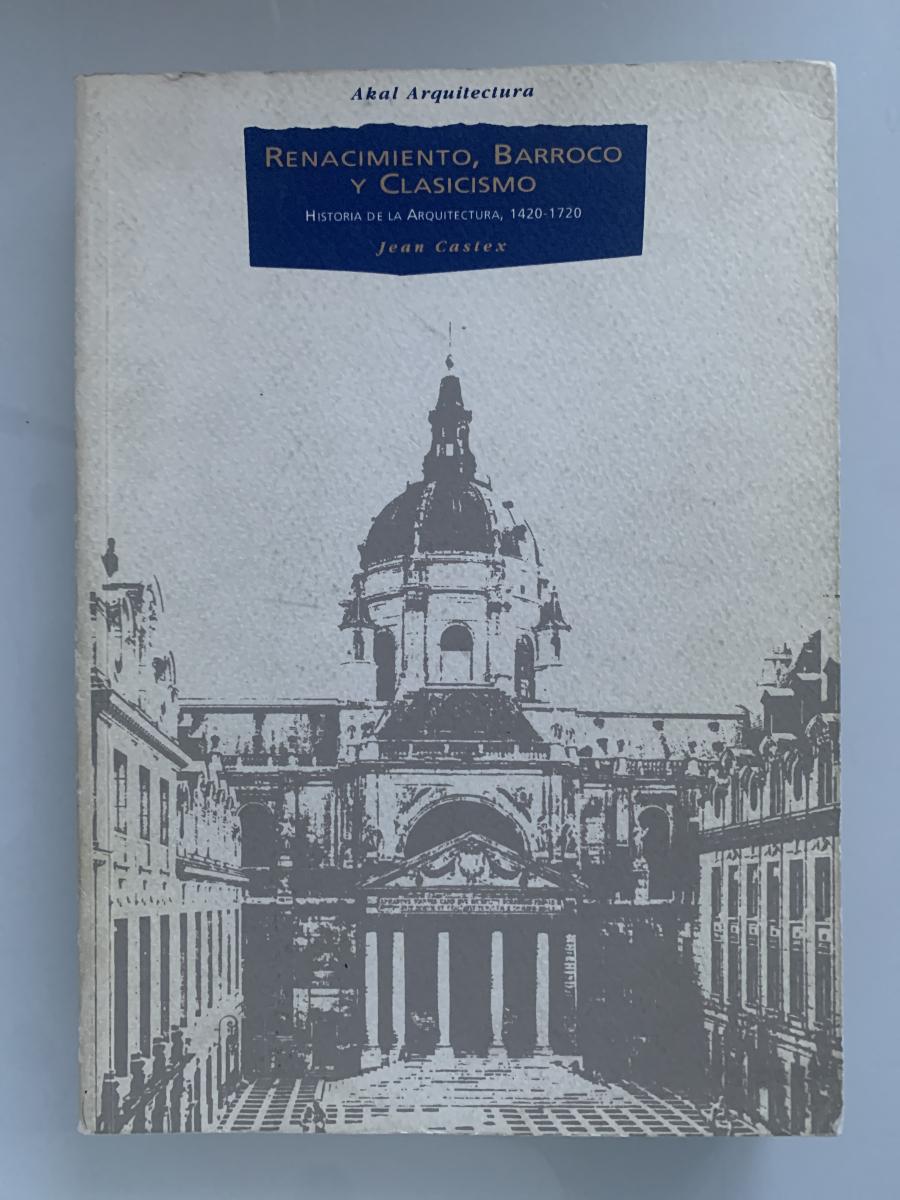 Akal Arquitectura
RENACIMIENTO, BARROCO
Y CLASICISMO
HISTORIA DE LA ARQUITECTURA, 1420-1720
Jean Castex